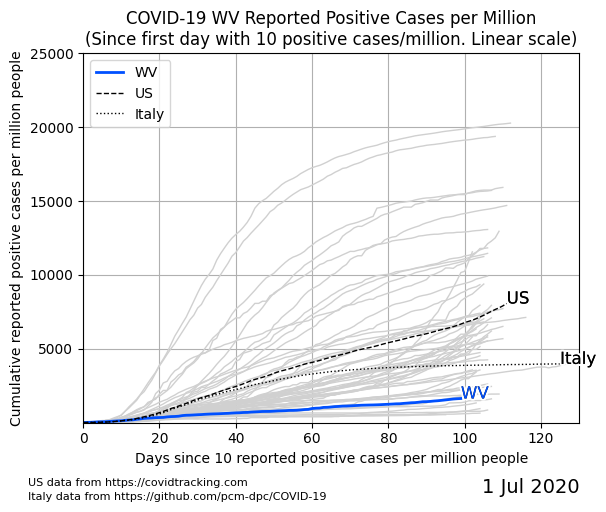 COVID-19 WV Reported Positive Cases per Million
(Since first day with 10 positive cases/million. Linear scale)
Cumulative reported positive cases per million people
25000
20000
15000
10000
5000
WV
US
Italy
US
Italy
WV
0
20
40
60
80
100
120
Days since 10 reported positive cases per million people
US data from https://covidtracking.com
Italy data from https://github.com/pcm-dpc/COVID-19
1 Jul 2020